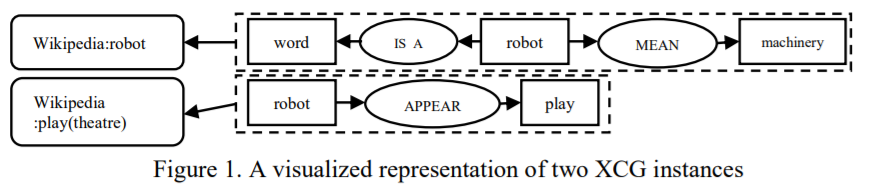 Wikipedia:robot
word
IS A
robot
MEAN
machinery
Wikipedia
:play(theatre)
robot
APPEAR
play
Figure 1. A visualized representation of two XCG instances